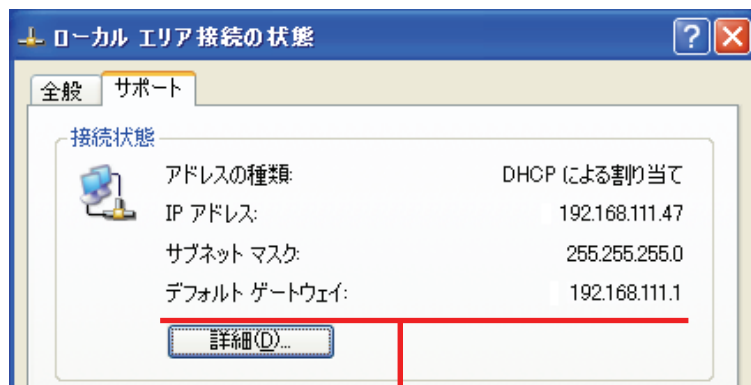 ローカル エリア接続の状態
全般 サポート
接続状態
アドレスの種類: DHCP による割り当て
IP アドレス: 192.168.111.47
サブネット マスク: 255.255.255.0
デフォルト ゲートウェイ: 192.168.111.1
詳細(D)...